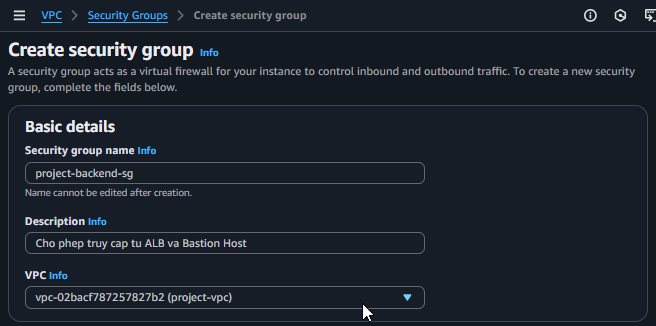 VPC > Security Groups > Create security group
Create security group Info
A security group acts as a virtual firewall for your instance to control inbound and outbound traffic. To create a new security
group, complete the fields below.
Basic details
Security group name Info
project-backend-sg
Name cannot be edited after creation.
Description Info
Cho phep truy cap tu ALB va Bastion Host
VPC Info
vpc-02bacf787257827b2 (project-vpc)